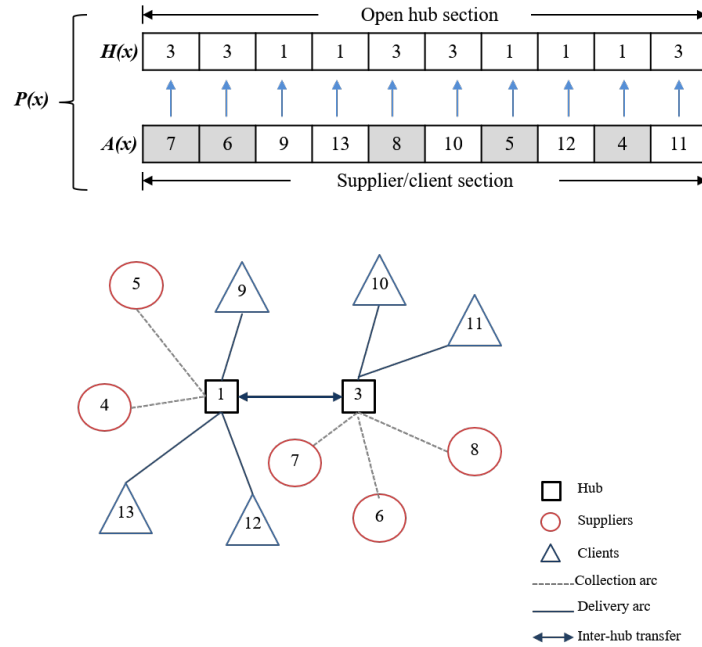 Open hub section
H(x) 3 3 1 1 3 3 1 1 1 3
P(x)
A(x) 7 6 9 13 8 10 5 12 4 11
Supplier/client section
5
9
10
11
1
3
4
7
8
13
12
6
Hub
Suppliers
Clients
Collection arc
Delivery arc
Inter-hub transfer